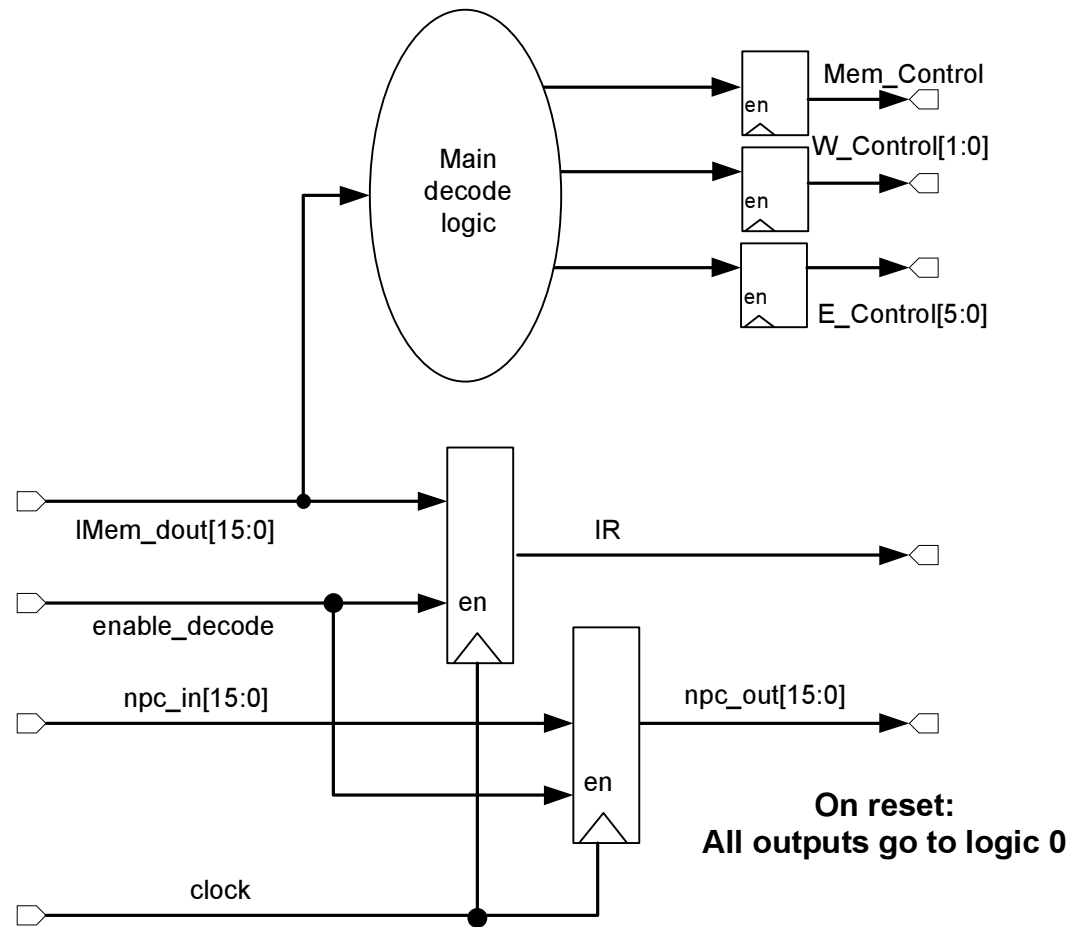 Mem_Control
en
Main
decode
logic
W_Control[1:0]
en
en
E_Control[5:0]
IMem_dout[15:0]
IR
en
enable_decode
npc_in[15:0]
npc_out[15:0]
en
On reset:
All outputs go to logic 0
clock